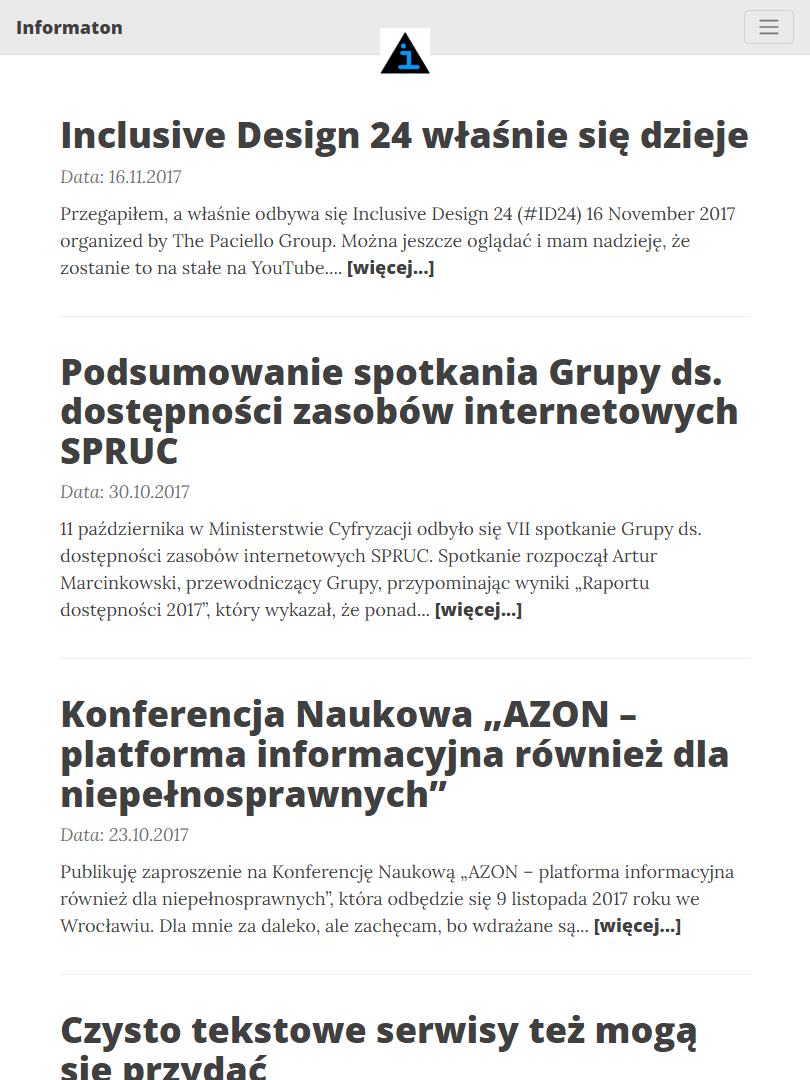 Informaton
i
Inclusive Design 24 właśnie się dzieje
Data: 16.11.2017
Przegapiłem, a właśnie odbywa się Inclusive Design 24 (#ID24) 16 November 2017
organized by The Paciello Group. Można jeszcze oglądać i mam nadzieję, że
zostanie to na stałe na YouTube.... [więcej...]
Podsumowanie spotkania Grupy ds.
dostępności zasobów internetowych
SPRUC
Data: 30.10.2017
11 października w Ministerstwie Cyfryzacji odbyło się VII spotkanie Grupy ds.
dostępności zasobów internetowych SPRUC. Spotkanie rozpoczął Artur
Marcinkowski, przewodniczący Grupy, przypominając wyniki „Raportu
dostępności 2017”, który wykazał, że ponad... [więcej...]
Konferencja Naukowa „AZON –
platforma informacyjna również dla
niepełnosprawnych”
Data: 23.10.2017
Publikuję zaproszenie na Konferencję Naukową „AZON – platforma informacyjna
również dla niepełnosprawnych”, która odbędzie się 9 listopada 2017 roku we
Wrocławiu. Dla mnie za daleko, ale zachęcam, bo wdrażane są... [więcej...]
Czysto tekstowe serwisy też mogą
się przydać